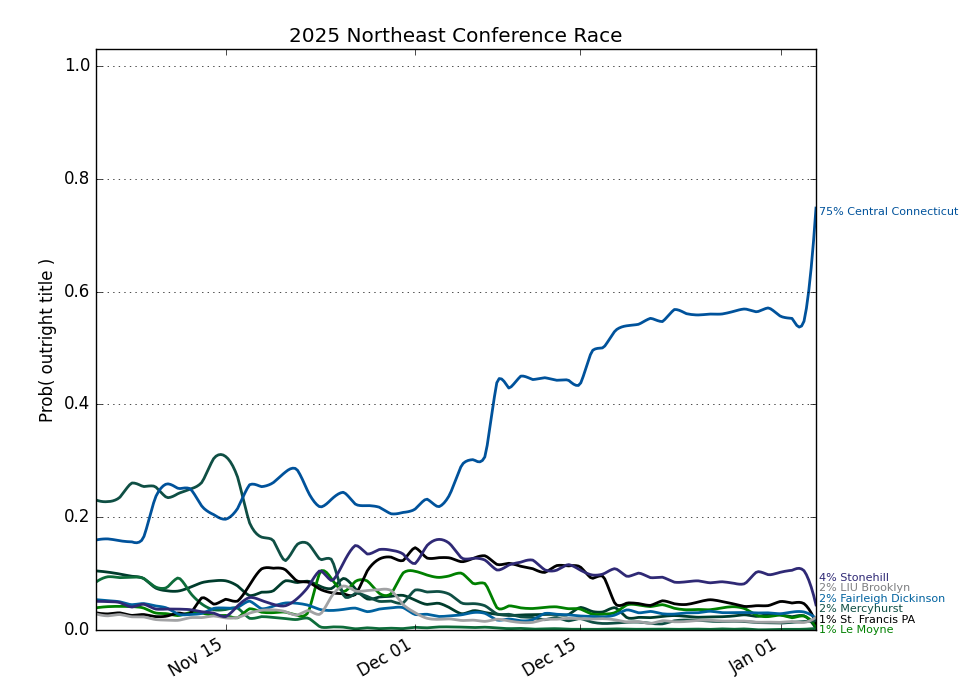 2025 Northeast Conference Race
Prob( outright title )
1.0
0.8
0.6
0.4
0.2
0.0
75% Central Connecticut
4% Stonehill
2% LIU Brooklyn
2% Fairleigh Dickinson
2% Mercyhurst
1% St. Francis PA
1% Le Moyne
Nov 15
Dec 01
Dec 15
Jan 01